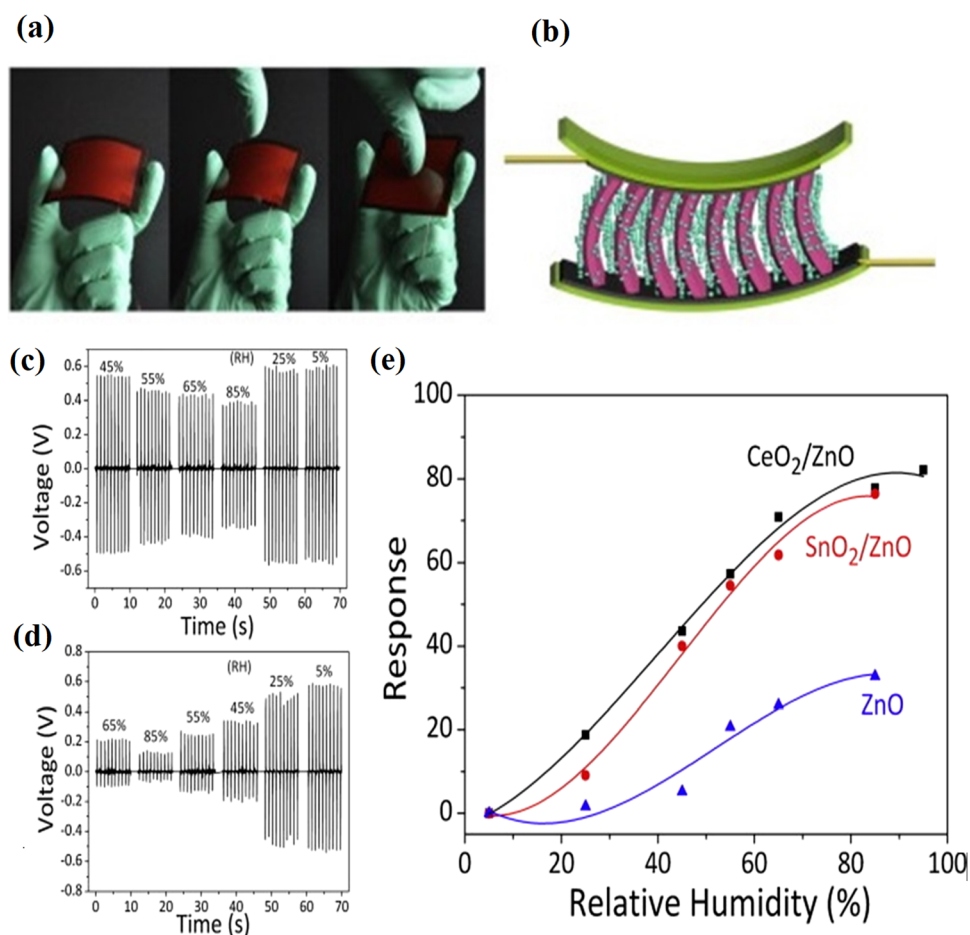 (a)
(b)
(c)
(RH)
45%
55%
65%
85%
25%
5%
0.6
0.4
0.2
0.0
-0.2
-0.4
-0.6
Voltage (V)
0 10 20 30 40 50 60 70
Time (s)
(d)
(RH)
65%
85%
55%
45%
25%
5%
0.8
0.6
0.4
0.2
0.0
-0.2
-0.4
-0.6
-0.8
Voltage (V)
0 10 20 30 40 50 60 70
Time (s)
(e)
100
80
60
40
20
0
Response
CeO₂/ZnO
SnO₂/ZnO
ZnO
0 20 40 60 80 100
Relative Humidity (%)